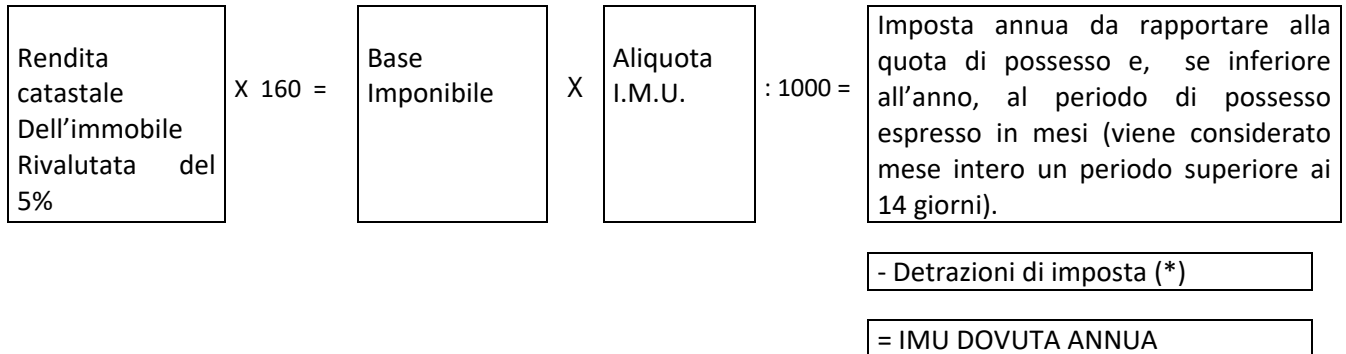 Rendita
catastale
Dell’immobile
Rivalutata del
5%
X 160 =
Base
Imponibile
X
Aliquota
I.M.U.
: 1000 =
Imposta annua da rapportare alla
quota di possesso e, se inferiore
all’anno, al periodo di possesso
espresso in mesi (viene considerato
mese intero un periodo superiore ai
14 giorni).
- Detrazioni di imposta (*)
= IMU DOVUTA ANNUA